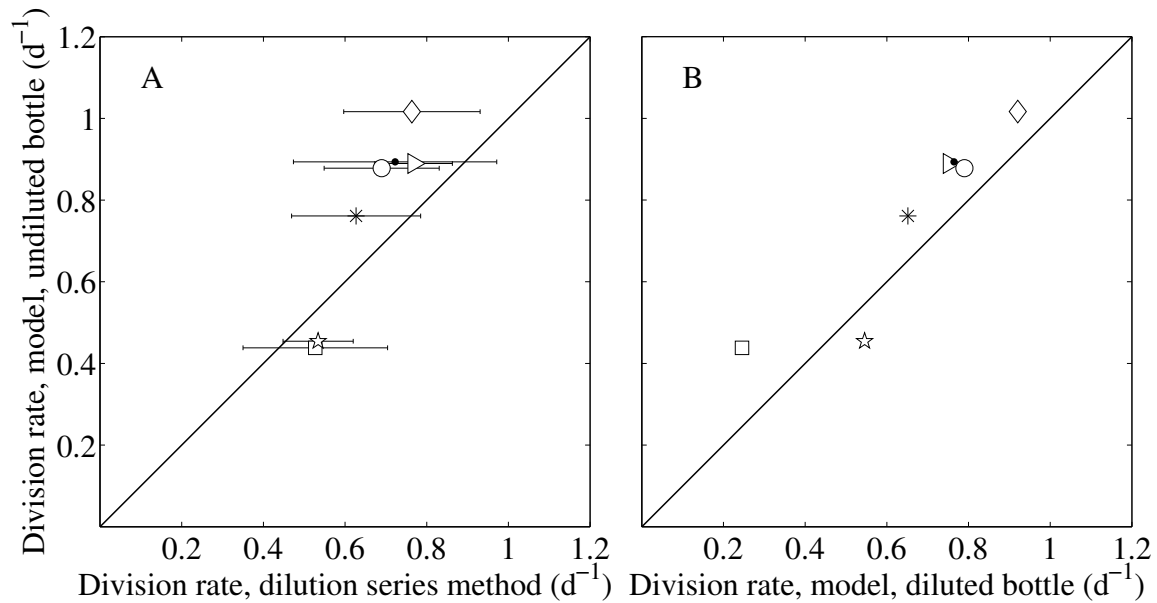 A
B
Division rate, model, undiluted bottle (d⁻¹)
1.2
1
0.8
0.6
0.4
0.2
0.2 0.4 0.6 0.8 1 1.2
0.2 0.4 0.6 0.8 1 1.2
Division rate, dilution series method (d⁻¹)
Division rate, model, diluted bottle (d⁻¹)